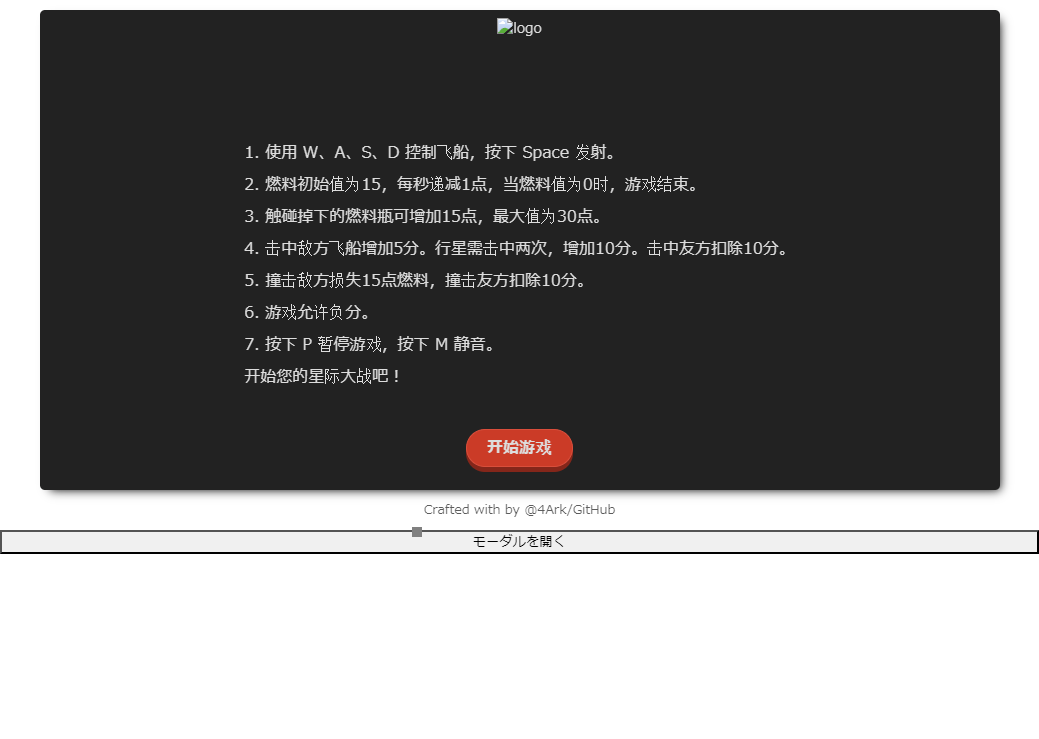 logo
1. 使用 W、A、S、D 控制飞船，按下 Space 发射。
2. 燃料初始值为15，每秒递减1点，当燃料值为0时，游戏结束。
3. 触碰掉下的燃料瓶可增加15点，最大值为30点。
4. 击中敌方飞船增加5分。行星需击中两次，增加10分。击中友方扣除10分。
5. 撞击敌方损失15点燃料，撞击友方扣除10分。
6. 游戏允许负分。
7. 按下 P 暂停游戏，按下 M 静音。
开始您的星际大战吧！
开始游戏
Crafted with by @4Ark/GitHub
モーダルを開く